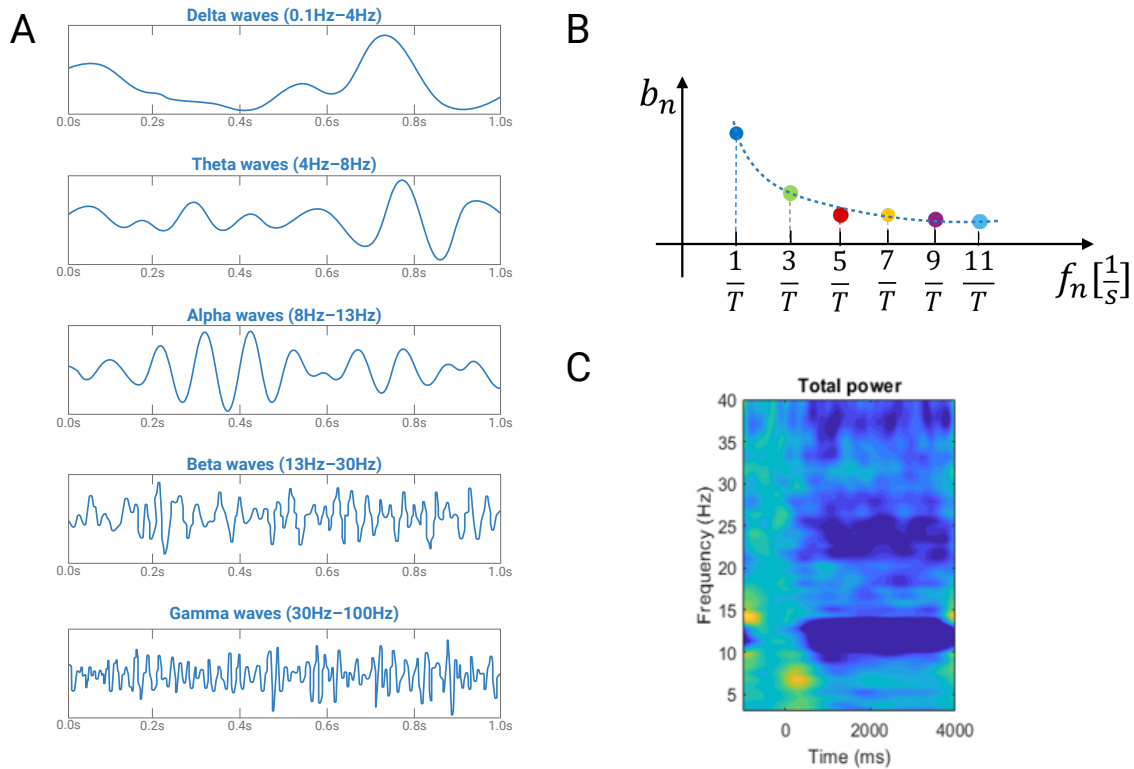 A
Delta waves (0.1Hz–4Hz)
0.0s 0.2s 0.4s 0.6s 0.8s 1.0s
Theta waves (4Hz–8Hz)
0.0s 0.2s 0.4s 0.6s 0.8s 1.0s
Alpha waves (8Hz–13Hz)
0.0s 0.2s 0.4s 0.6s 0.8s 1.0s
Beta waves (13Hz–30Hz)
0.0s 0.2s 0.4s 0.6s 0.8s 1.0s
Gamma waves (30Hz–100Hz)
0.0s 0.2s 0.4s 0.6s 0.8s 1.0s
B
bₙ
1/T 3/T 5/T 7/T 9/T 11/T
fₙ[1/s]
C
Total power
Frequency (Hz)
40
35
30
25
20
15
10
5
0 2000 4000
Time (ms)